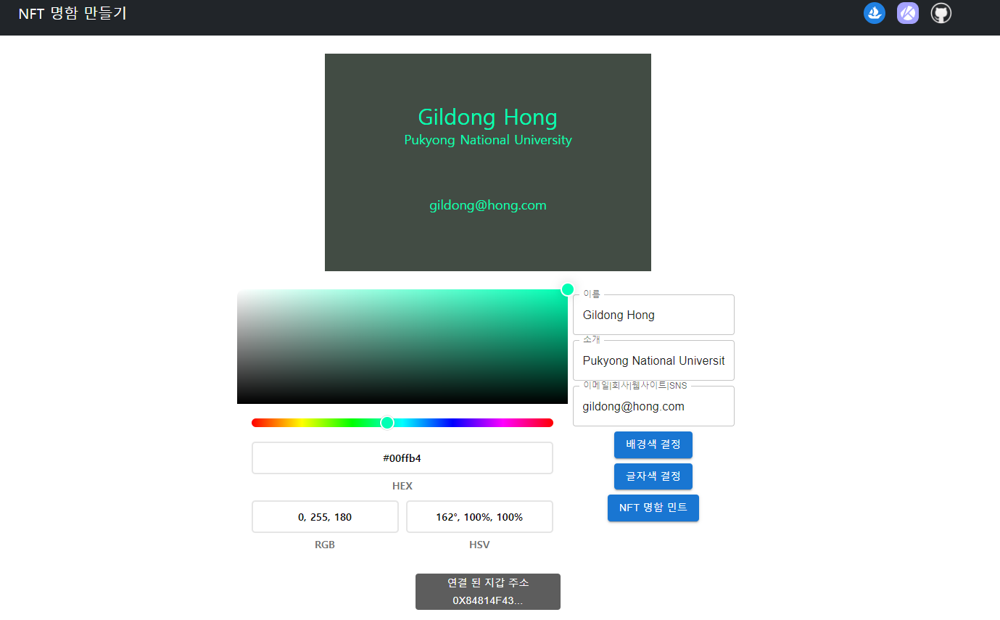 NFT 명함 만들기
Gildong Hong
Pukyong National University
gildong@hong.com
이름
Gildong Hong
소개
Pukyong National Universit
이메일|회사|웹사이트|SNS
gildong@hong.com
배경색 결정
글자색 결정
NFT 명함 민트
#00ffb4
HEX
0, 255, 180
162°, 100%, 100%
RGB
HSV
연결 된 지갑 주소
0X84814F43...